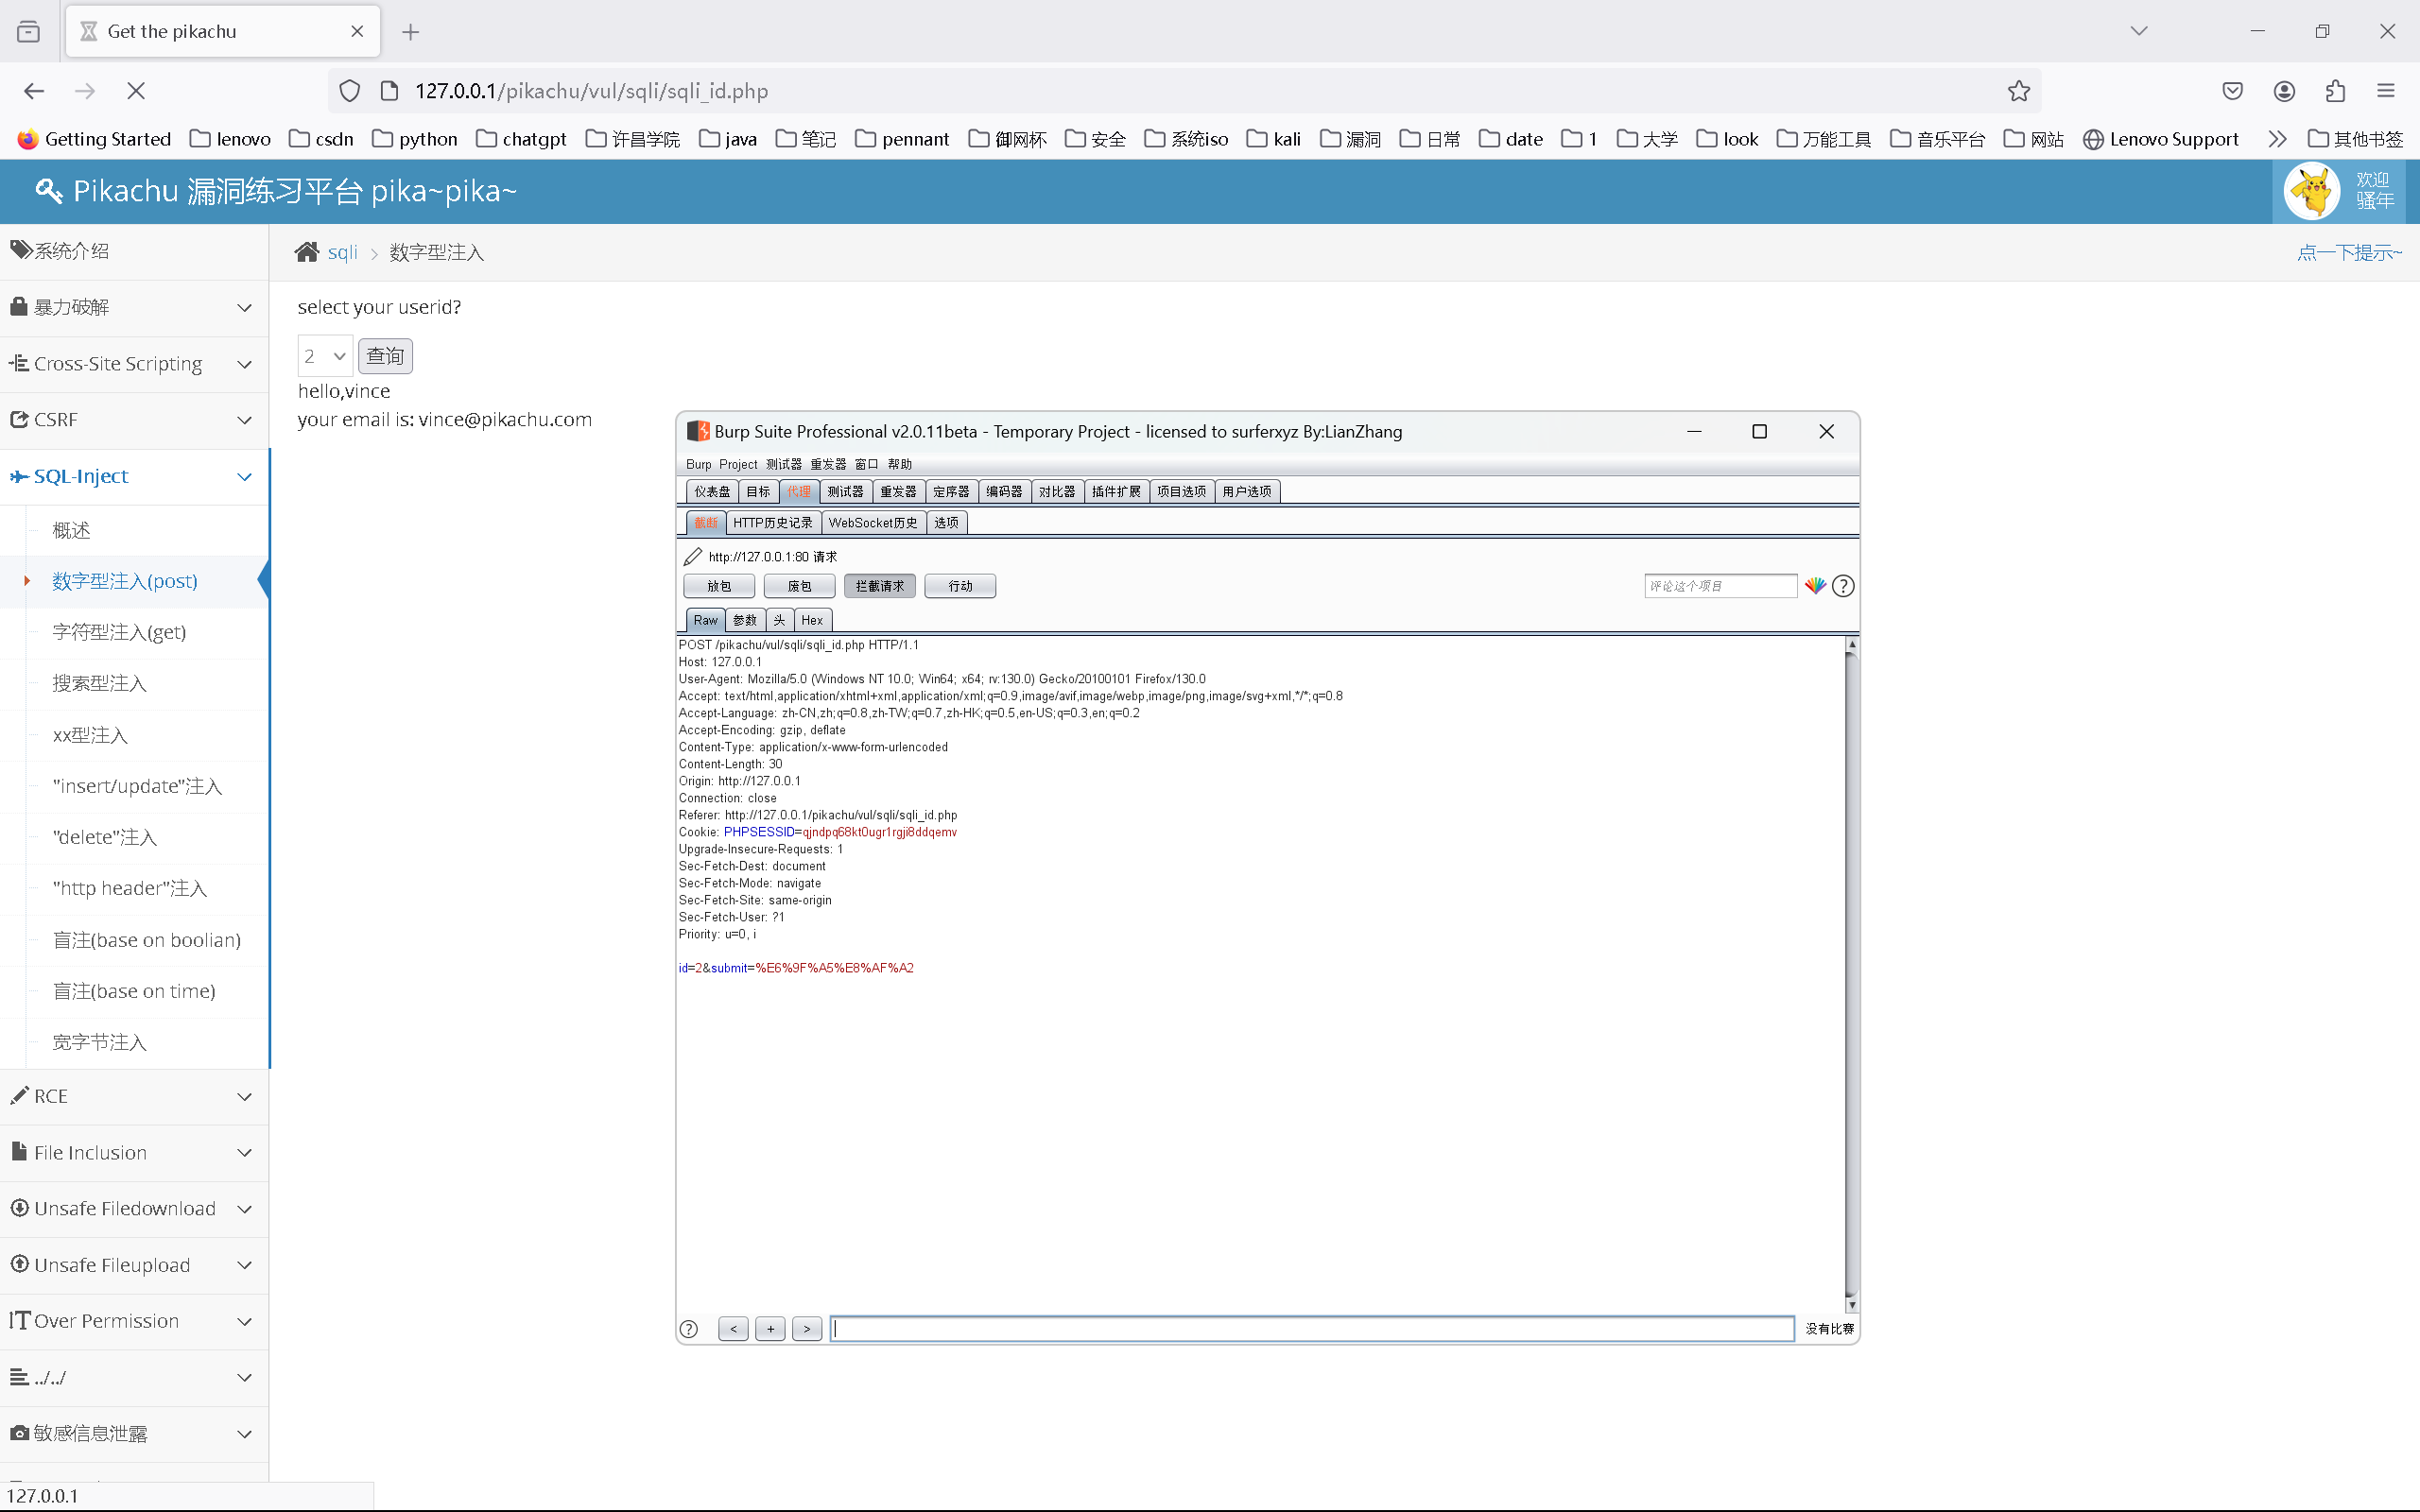 Get the pikachu
127.0.0.1/pikachu/vul/sqli/sqli_id.php
Getting Started lenovo csdn python chatgpt 许昌学院 java 笔记 pennant 御网杯 安全 系统iso kali 漏洞 日常 date 1 大学 look 万能工具 音乐平台 网站 Lenovo Support 其他书签
Pikachu 漏洞练习平台 pika~pika~
欢迎
骚年
系统介绍
sqli > 数字型注入
点一下提示~
暴力破解
Cross-Site Scripting
CSRF
SQL-Inject
概述
数字型注入(post)
字符型注入(get)
搜索型注入
xx型注入
"insert/update"注入
"delete"注入
"http header"注入
盲注(base on boolian)
盲注(base on time)
宽字节注入
RCE
File Inclusion
Unsafe Filedownload
Unsafe Fileupload
Over Permission
../../
敏感信息泄露
127.0.0.1
select your userid?
2 查询
hello,vince
your email is: vince@pikachu.com
Burp Suite Professional v2.0.11beta - Temporary Project - licensed to surferxyz By:LianZhang
Burp Project 测试器 重发器 窗口 帮助
仪表盘 目标 代理 测试器 重发器 定序器 编码器 对比器 插件扩展 项目选项 用户选项
截断 HTTP历史记录 WebSocket历史 选项
http://127.0.0.1:80 请求
放包 废包 拦截请求 行动 评论这个项目 ?
Raw 参数 头 Hex
POST /pikachu/vul/sqli/sqli_id.php HTTP/1.1
Host: 127.0.0.1
User-Agent: Mozilla/5.0 (Windows NT 10.0; Win64; x64; rv:130.0) Gecko/20100101 Firefox/130.0
Accept: text/html,application/xhtml+xml,application/xml;q=0.9,image/avif,image/webp,image/png,image/svg+xml,*/*;q=0.8
Accept-Language: zh-CN,zh;q=0.8,zh-TW;q=0.7,zh-HK;q=0.5,en-US;q=0.3,en;q=0.2
Accept-Encoding: gzip, deflate
Content-Type: application/x-www-form-urlencoded
Content-Length: 30
Origin: http://127.0.0.1
Connection: close
Referer: http://127.0.0.1/pikachu/vul/sqli/sqli_id.php
Cookie: PHPSESSID=qjndpq68kt0ugr1rgji8ddqemv
Upgrade-Insecure-Requests: 1
Sec-Fetch-Dest: document
Sec-Fetch-Mode: navigate
Sec-Fetch-Site: same-origin
Sec-Fetch-User: ?1
Priority: u=0, i
id=2&submit=%E6%9F%A5%E8%AF%A2
? < + > 没有比赛